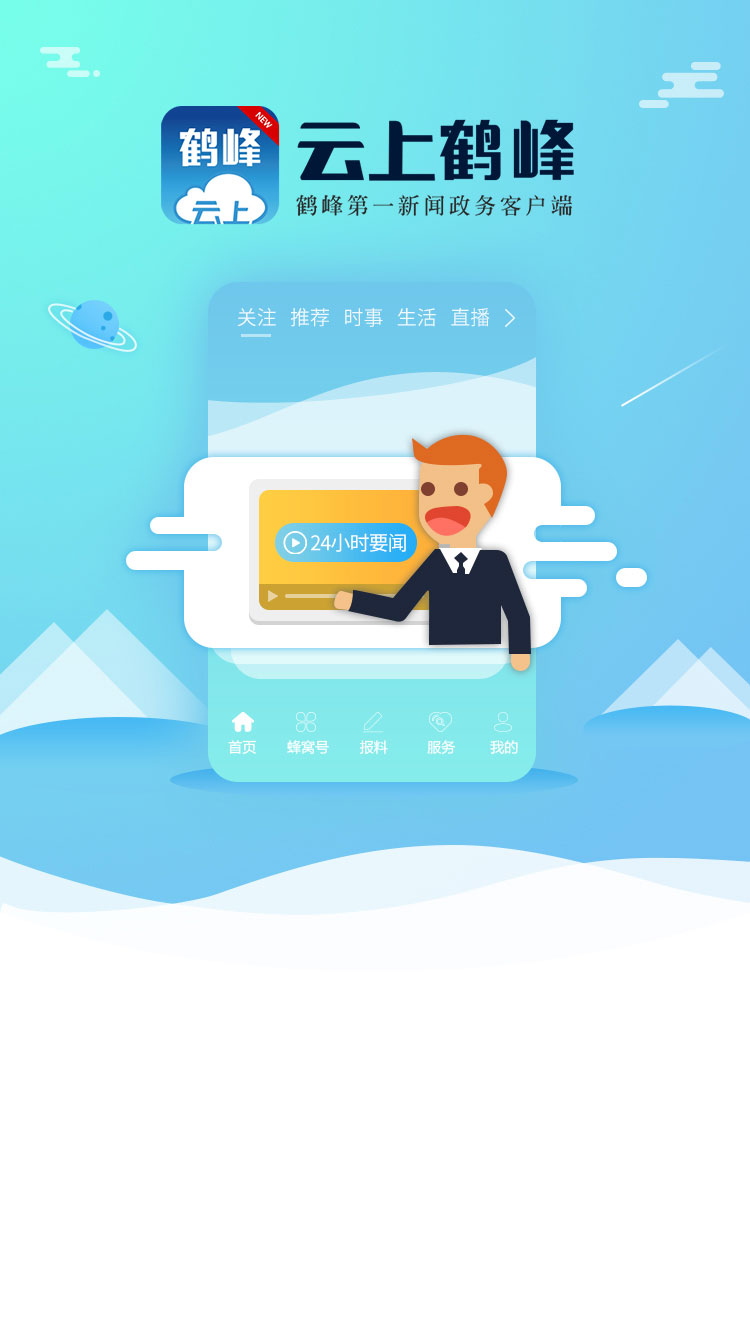 鹤峰
NEW
云上
云上鹤峰
鹤峰第一新闻政务客户端
关注 推荐 时事 生活 直播
24小时要闻
首页 蜂窝号 报料 服务 我的